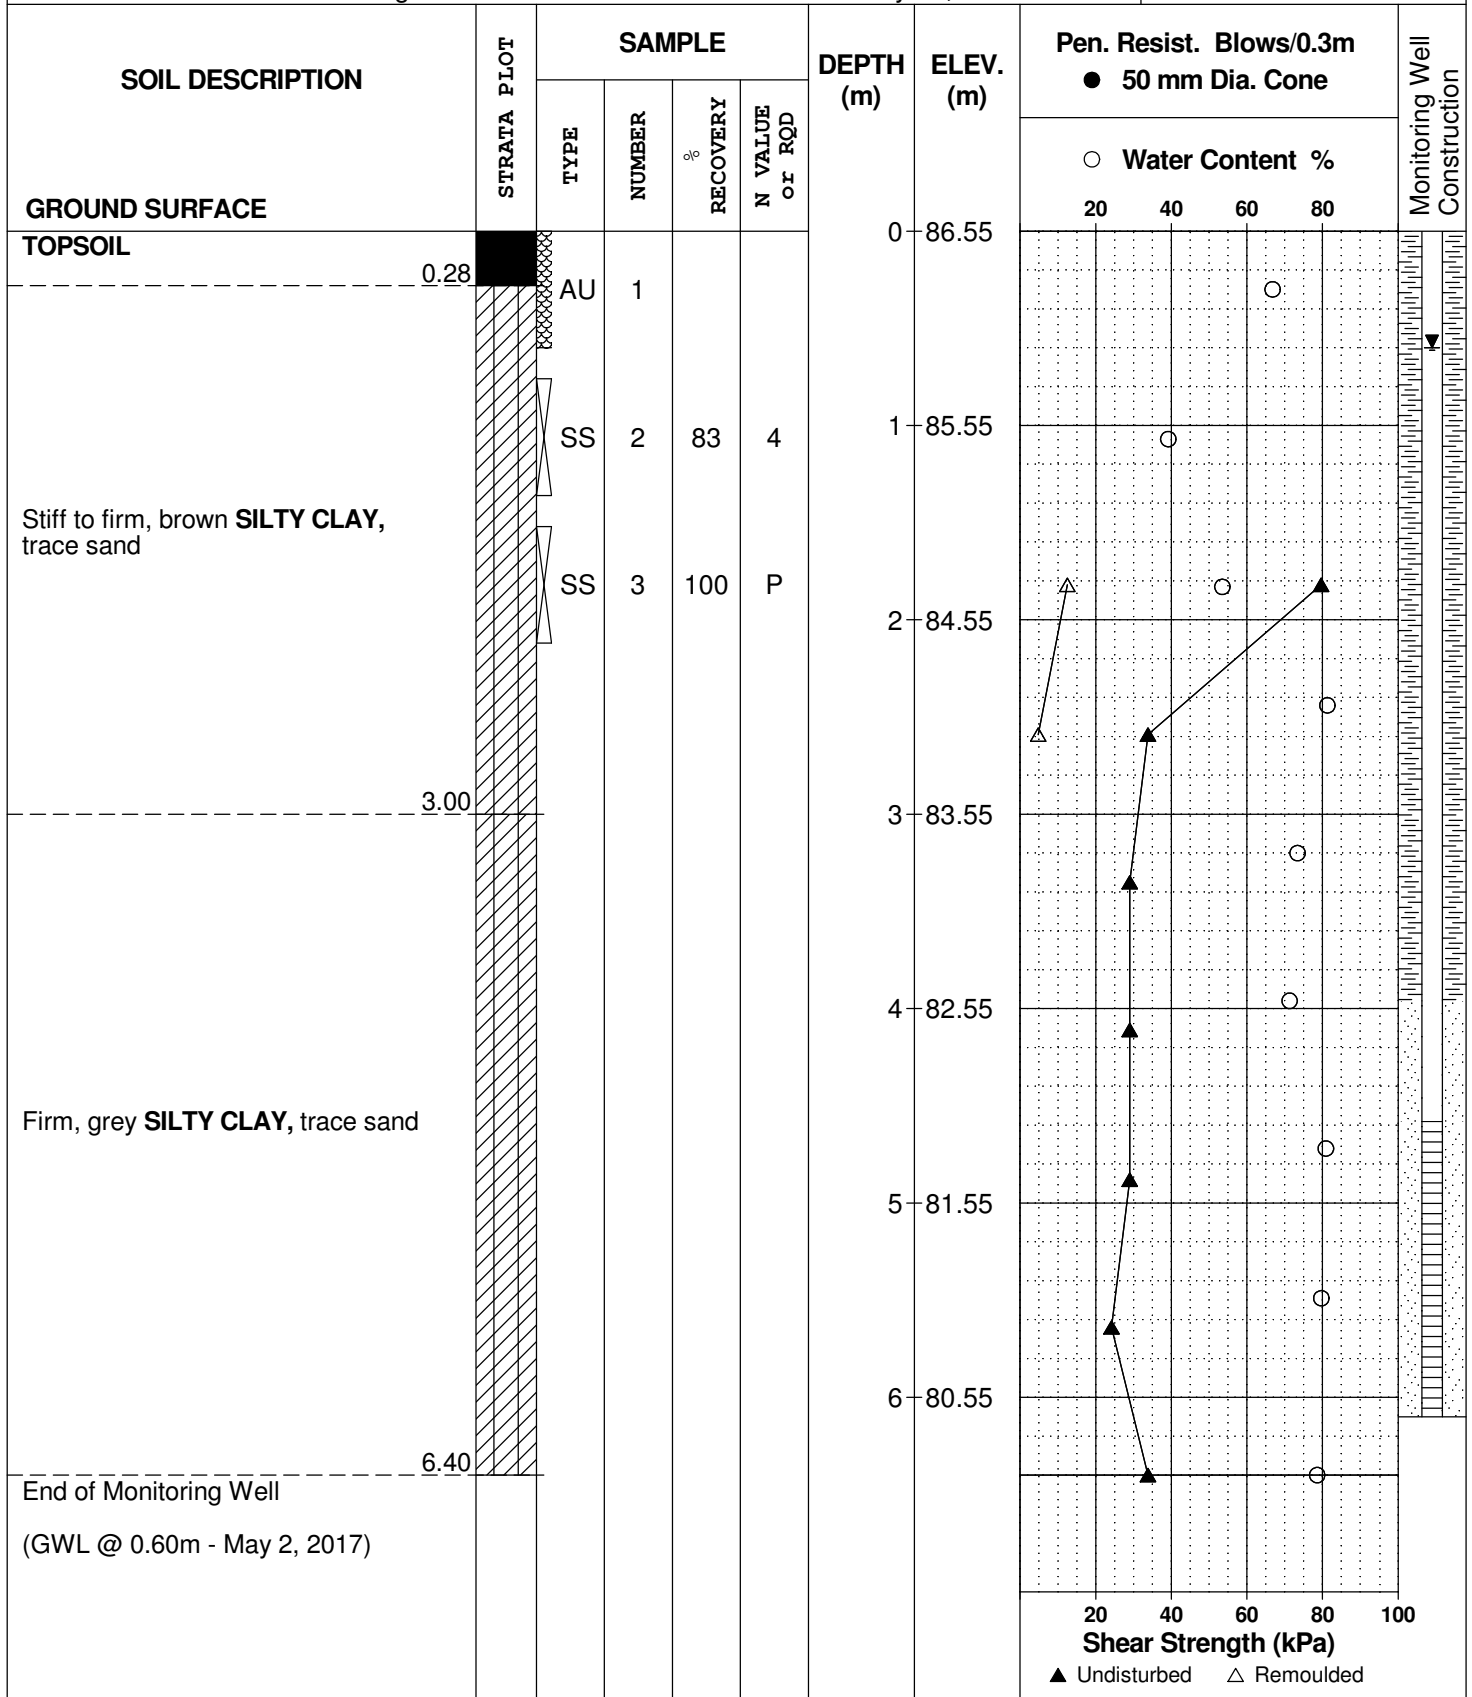 SOIL DESCRIPTION
GROUND SURFACE
STRATA PLOT
SAMPLE
TYPE
NUMBER
% RECOVERY
N VALUE or RQD
DEPTH (m)
ELEV. (m)
Pen. Resist. Blows/0.3m
● 50 mm Dia. Cone
○ Water Content %
20 40 60 80
Monitoring Well Construction
TOPSOIL
0.28
0 86.55
AU 1
1 85.55
SS 2 83 4
Stiff to firm, brown SILTY CLAY,
trace sand
SS 3 100 P
2 84.55
3.00
3 83.55
4 82.55
Firm, grey SILTY CLAY, trace sand
5 81.55
6 80.55
6.40
End of Monitoring Well
(GWL @ 0.60m - May 2, 2017)
20 40 60 80 100
Shear Strength (kPa)
▲ Undisturbed △ Remoulded